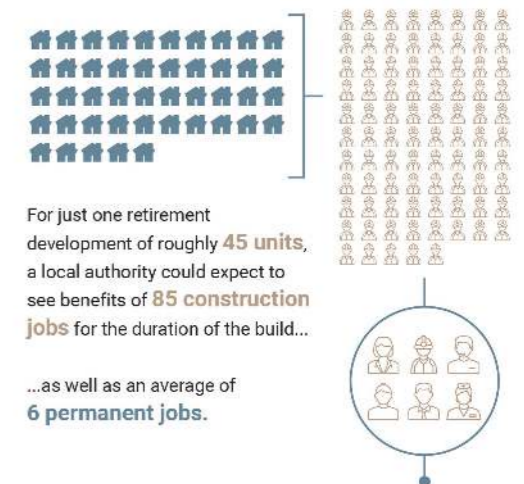 For just one retirement
development of roughly 45 units,
a local authority could expect to
see benefits of 85 construction
jobs for the duration of the build...
...as well as an average of
6 permanent jobs.